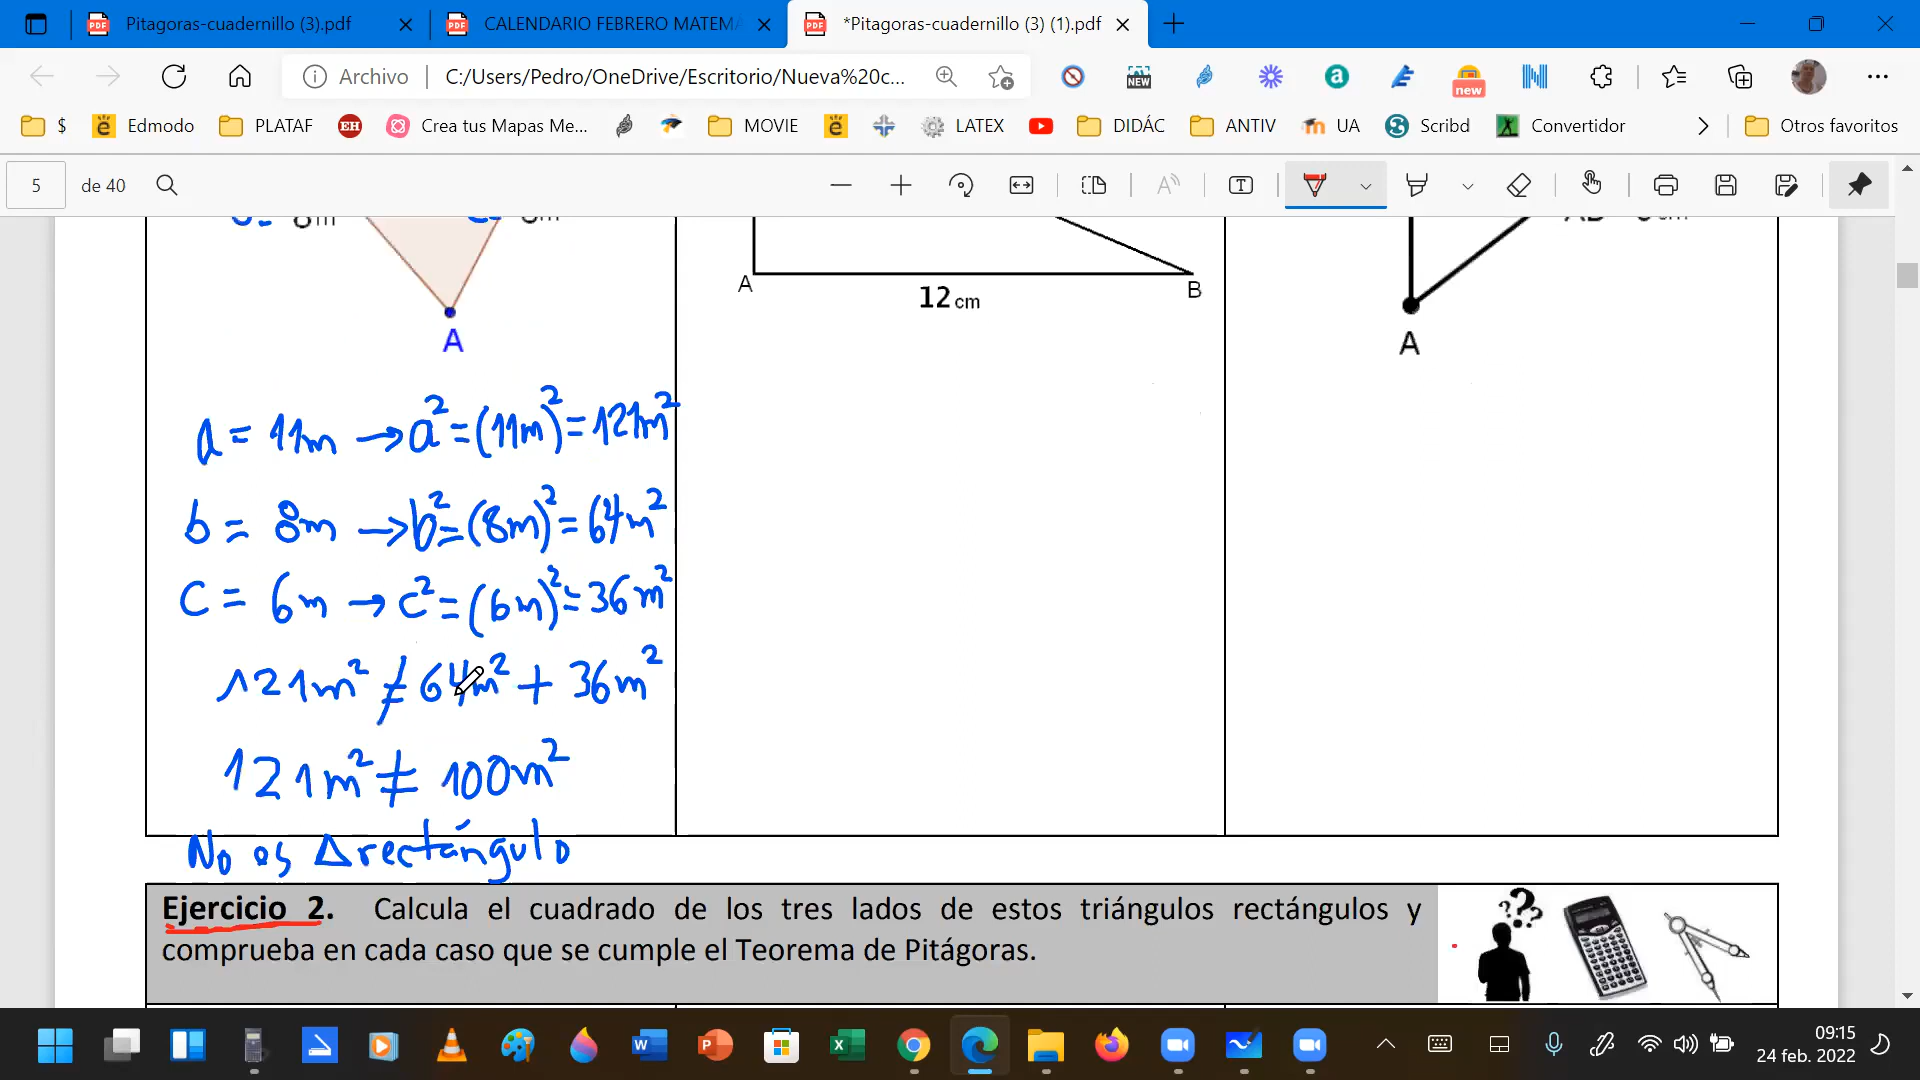 Pitagoras-cuadernillo (3).pdf
CALENDARIO FEBRERO MATEMA
*Pitagoras-cuadernillo (3) (1).pdf
Archivo
C:/Users/Pedro/OneDrive/Escritorio/Nueva%20c...
NEW
new
$
Edmodo
PLATAF
EH
Crea tus Mapas Me...
MOVIE
LATEX
DIDÁC
ANTIV
UA
Scribd
Convertidor
Otros favoritos
5 de 40
A
A
12 cm
B
A
a = 11m → a² = (11m)² = 121m²
b = 8m → b² = (8m)² = 64m²
c = 6m → c² = (6m)² = 36m²
121m² ≠ 64m² + 36m²
121m² ≠ 100m²
No es Δ rectángulo
Ejercicio 2. Calcula el cuadrado de los tres lados de estos triángulos rectángulos y
comprueba en cada caso que se cumple el Teorema de Pitágoras.
09:15
24 feb. 2022